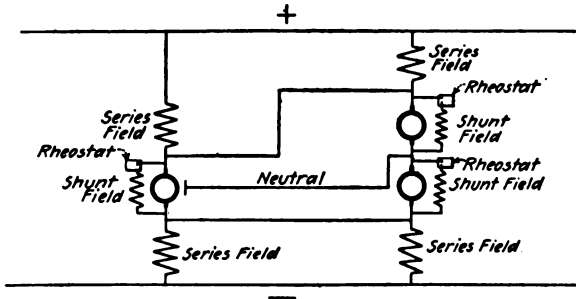 +
Series
Field
Rheostat
Shunt
Field
Series
Field
Rheostat
Shunt
Field
Neutral
Rheostat
Shunt Field
Series Field
Series Field.
−